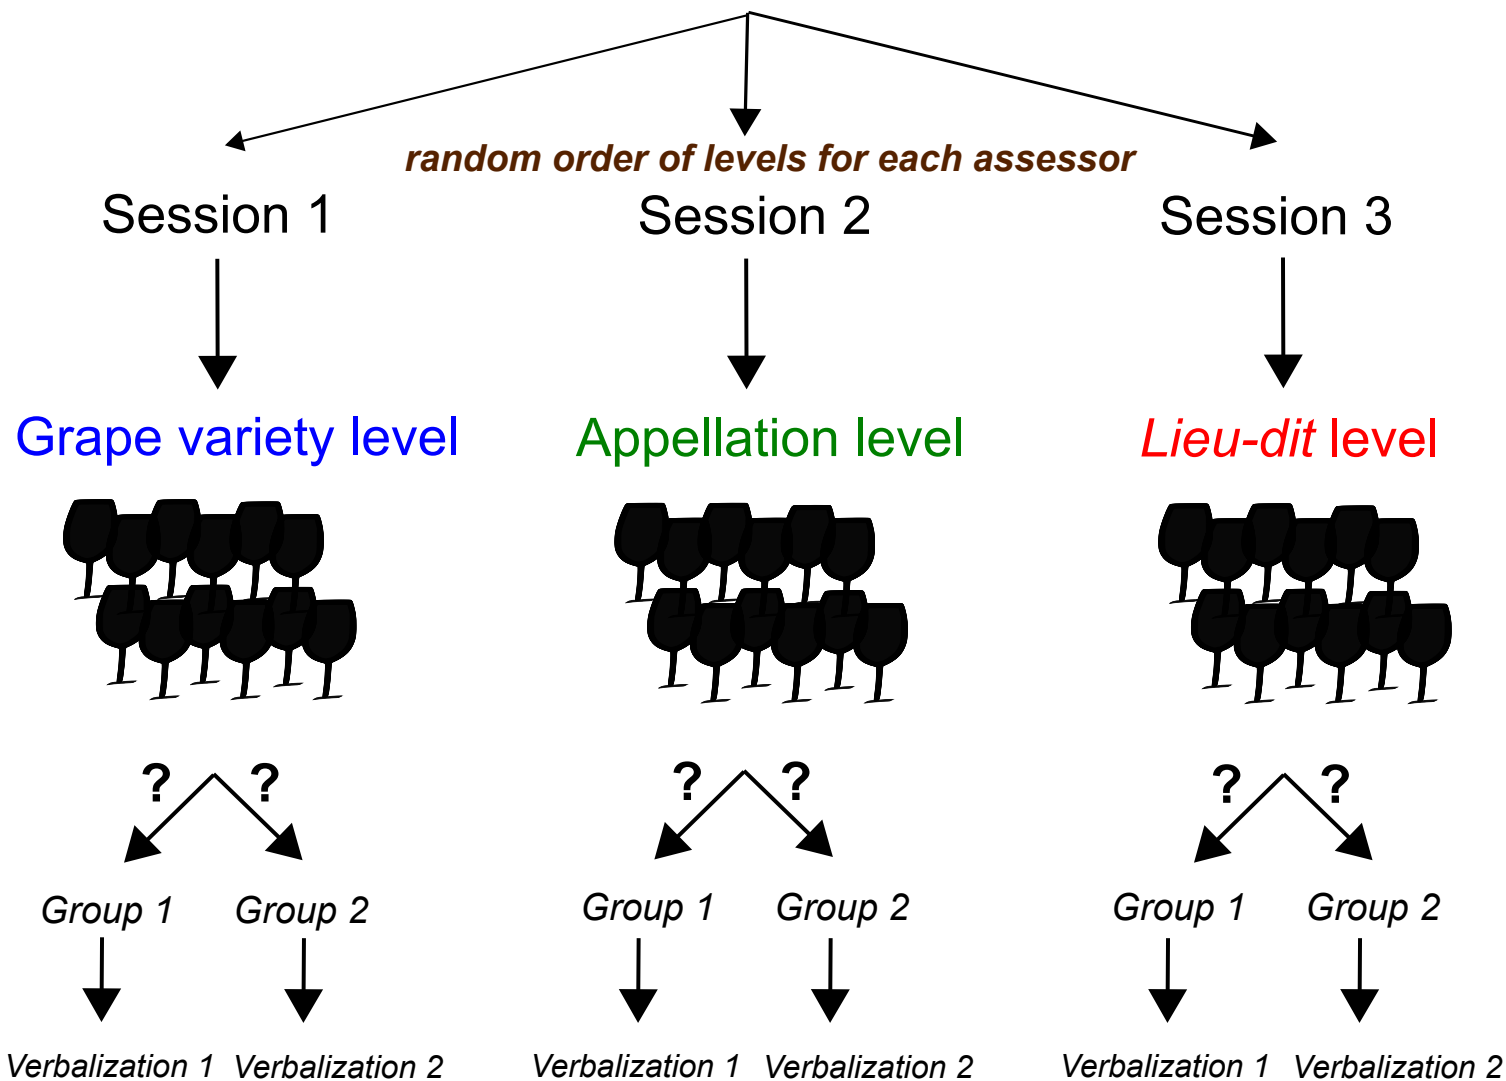 random order of levels for each assessor
Session 1 Session 2 Session 3
Grape variety level Appellation level Lieu-dit level
? ? ? ? ? ?
Group 1 Group 2 Group 1 Group 2 Group 1 Group 2
Verbalization 1 Verbalization 2 Verbalization 1 Verbalization 2 Verbalization 1 Verbalization 2